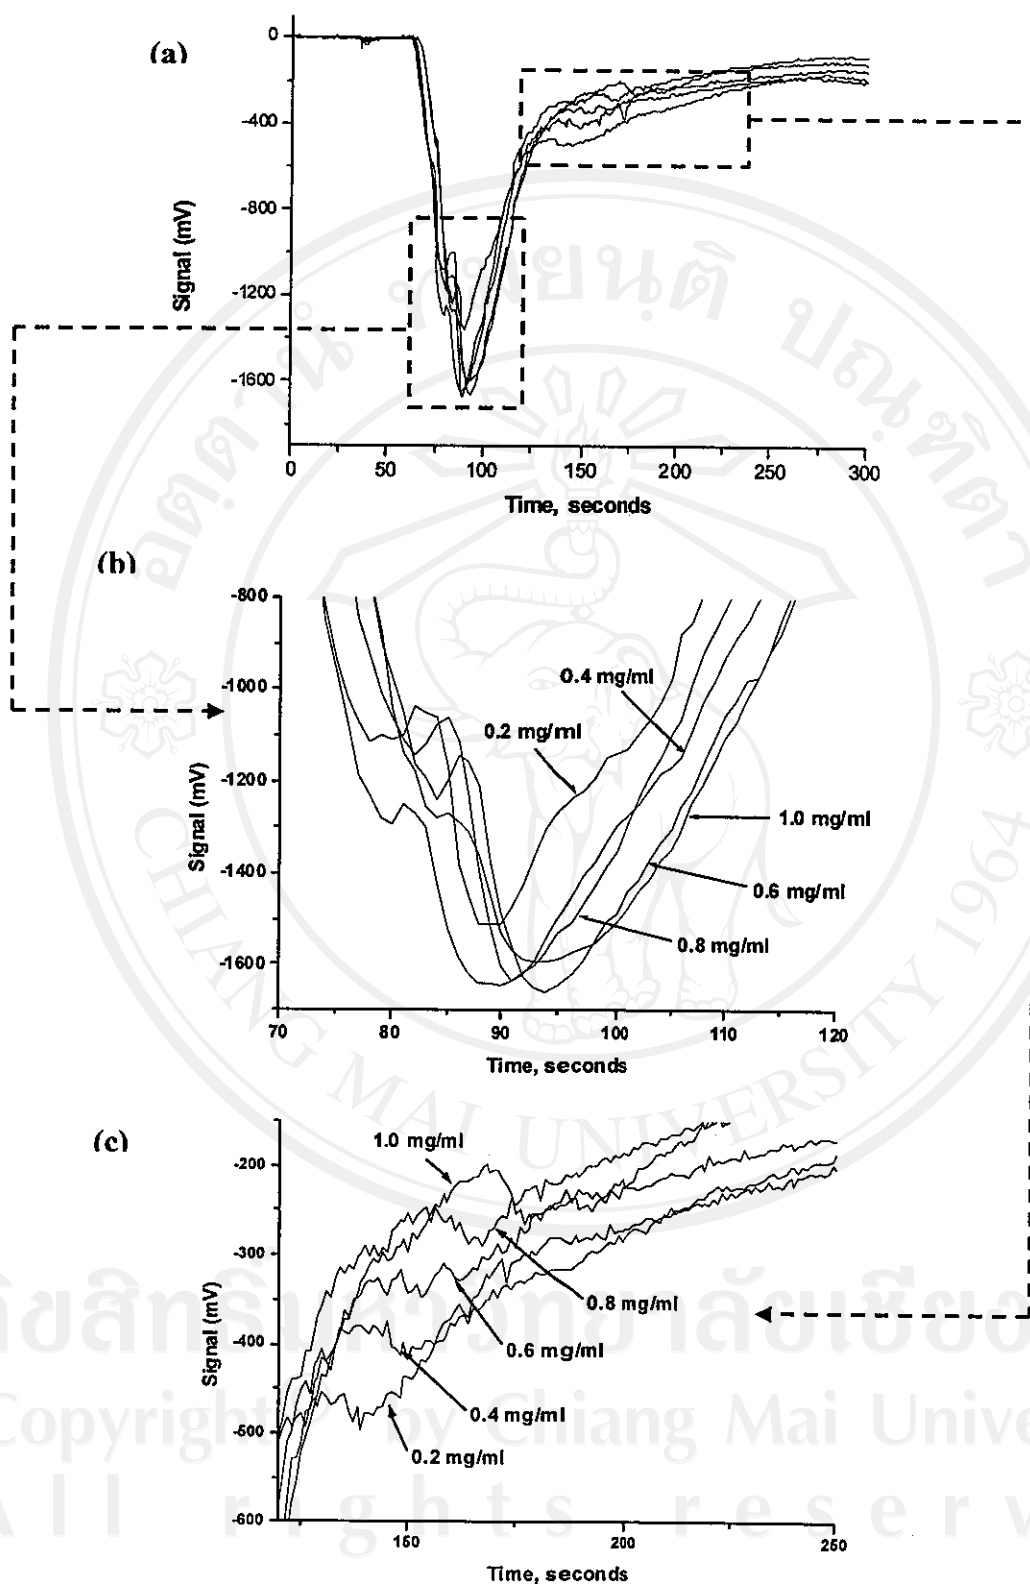 (a)
0
-400
-800
-1200
-1600
Signal (mV)
0 50 100 150 200 250 300
Time, seconds
(b)
-800
-1000
-1200
-1400
-1600
Signal (mV)
0.4 mg/ml
0.2 mg/ml
1.0 mg/ml
0.6 mg/ml
0.8 mg/ml
70 80 90 100 110 120
Time, seconds
(c)
-200
-300
-400
-500
-600
Signal (mV)
1.0 mg/ml
0.8 mg/ml
0.6 mg/ml
0.4 mg/ml
0.2 mg/ml
150 200 250
Time, seconds
CHIANG MAI UNIVERSITY 1964
Copyright by Chiang Mai Unive
All rights reserv